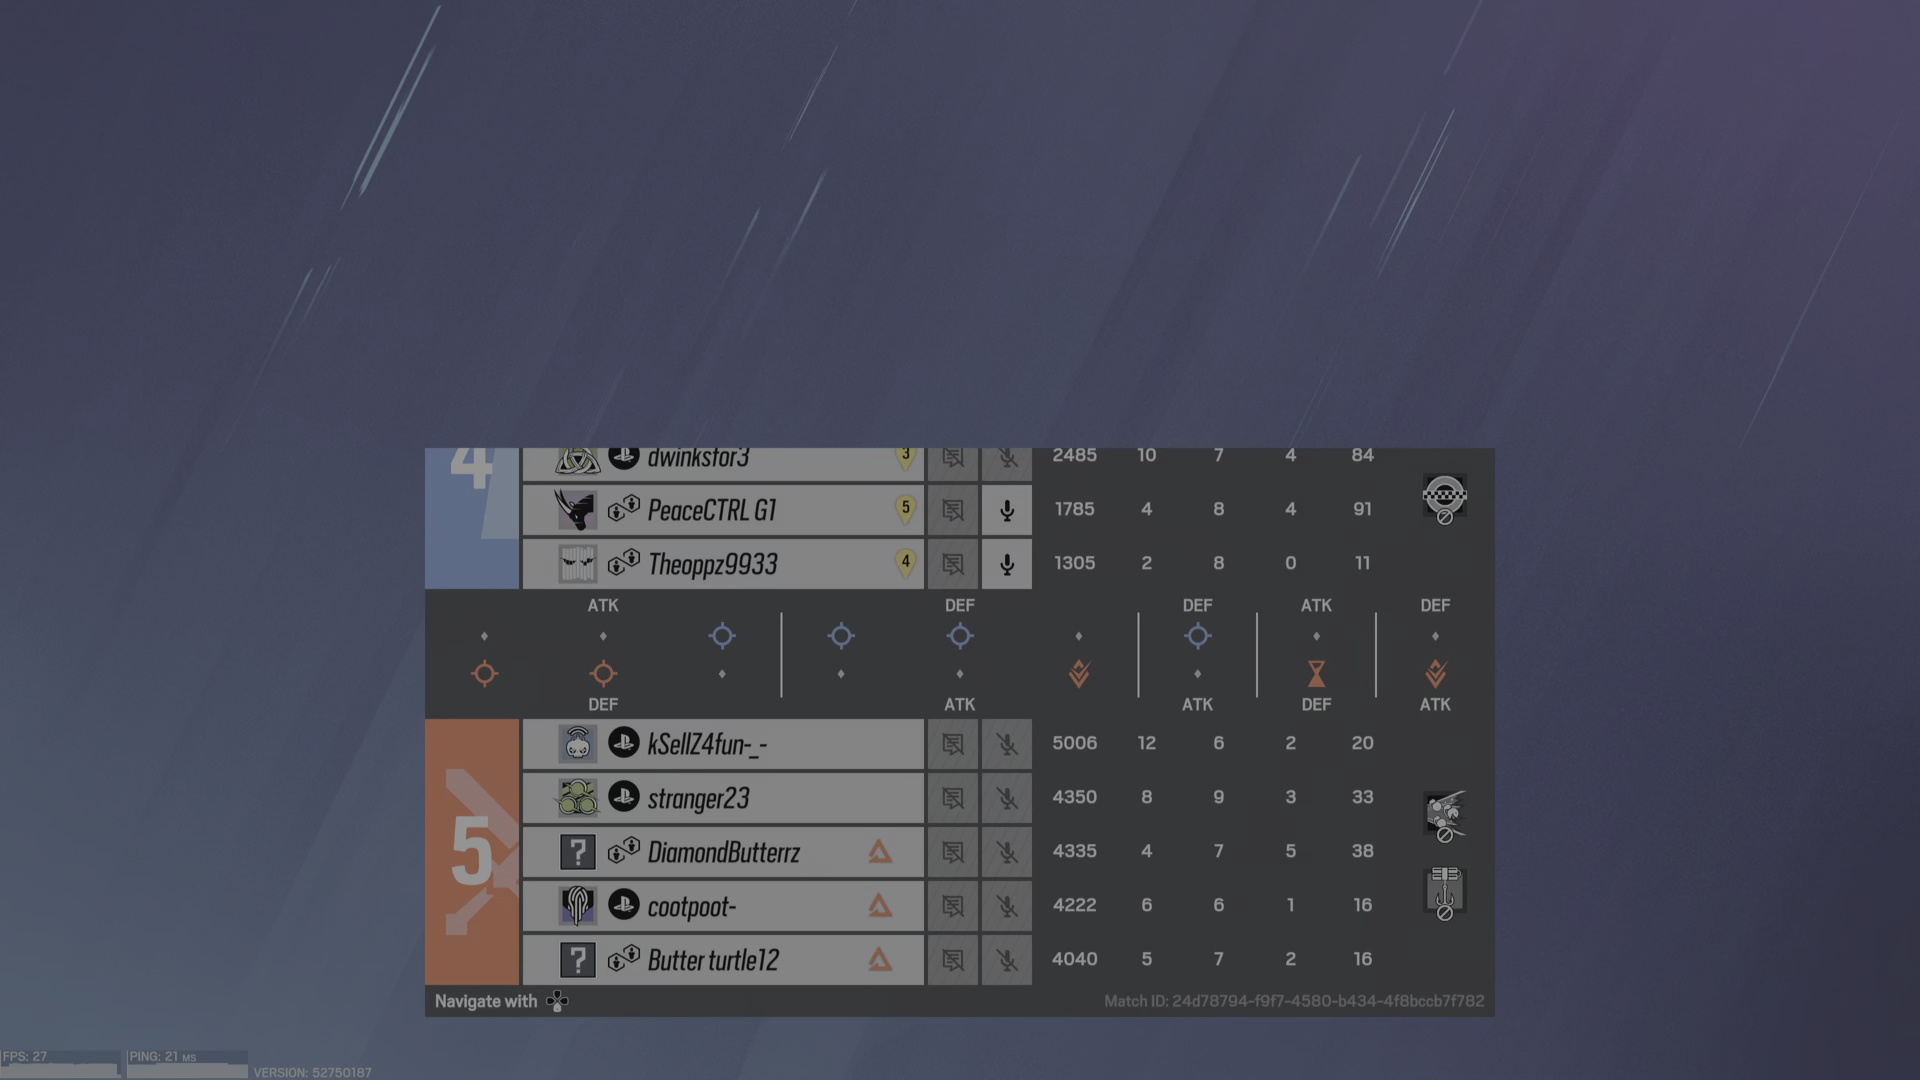 4 dwinksfor3 3 2485 10 7 4 84
PeaceCTRL G1 5 1785 4 8 4 91
Theoppz9933 4 1305 2 8 0 11
ATK DEF DEF ATK DEF
DEF ATK ATK DEF ATK
kSellZ4fun-_- 5006 12 6 2 20
stranger23 4350 8 9 3 33
5 ? DiamondButterrz 4335 4 7 5 38
cootpoot- 4222 6 6 1 16
? Butter turtle12 4040 5 7 2 16
Navigate with Match ID: 24d78794-f9f7-4580-b434-4f8bccb7f782
FPS: 27 PING: 21 MS
VERSION: 52750187